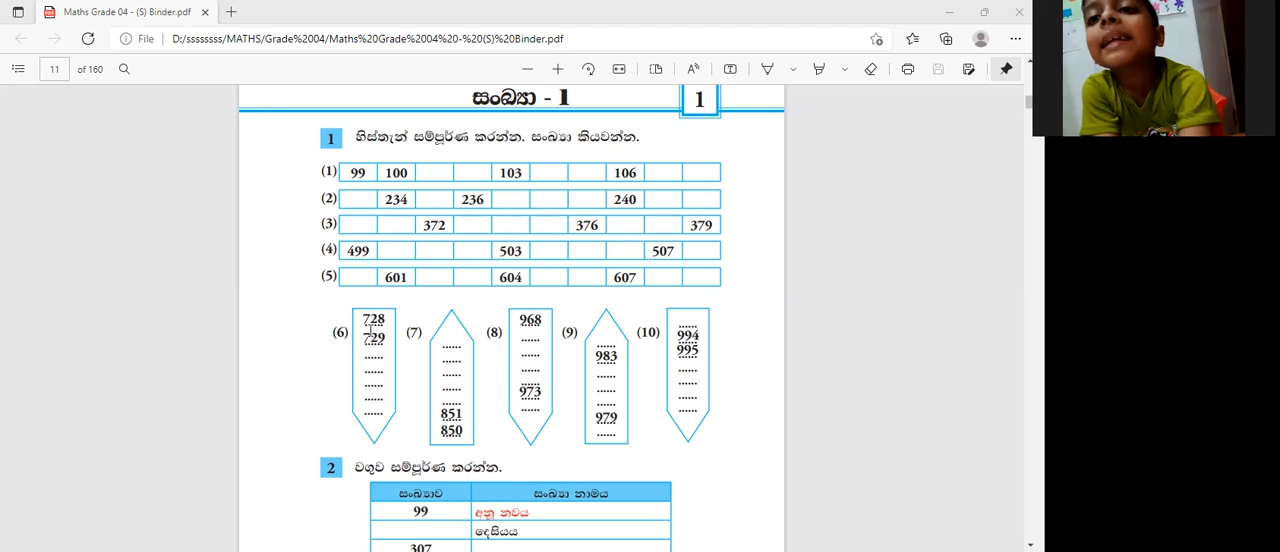 Maths Grade 04 - (S) Binder.pdf
File D:/ssssssss/MATHS/Grade%2004/Maths%20Grade%2004%20-%20(S)%20Binder.pdf
11 of 160
සංඛ්‍යා - 1 1
1 හිස්තැන් සම්පූර්ණ කරන්න. සංඛ්‍යා කියවන්න.
(1) 99 100 103 106
(2) 234 236 240
(3) 372 376 379
(4) 499 503 507
(5) 601 604 607
(6) 728
729
......
......
......
......
......
(7) ......
......
......
......
851
850
(8) 968
......
......
......
......
973
......
(9) ......
983
......
......
......
979
......
(10) ......
994
995
......
......
......
......
2 වගුව සම්පූර්ණ කරන්න.
සංඛ්‍යාව සංඛ්‍යා නාමය
99 අනූ නවය
දෙසියය
307